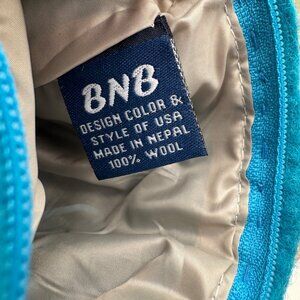 BNB
DESIGN COLOR &
STYLE OF USA
MADE IN NEPAL
100% WOOL